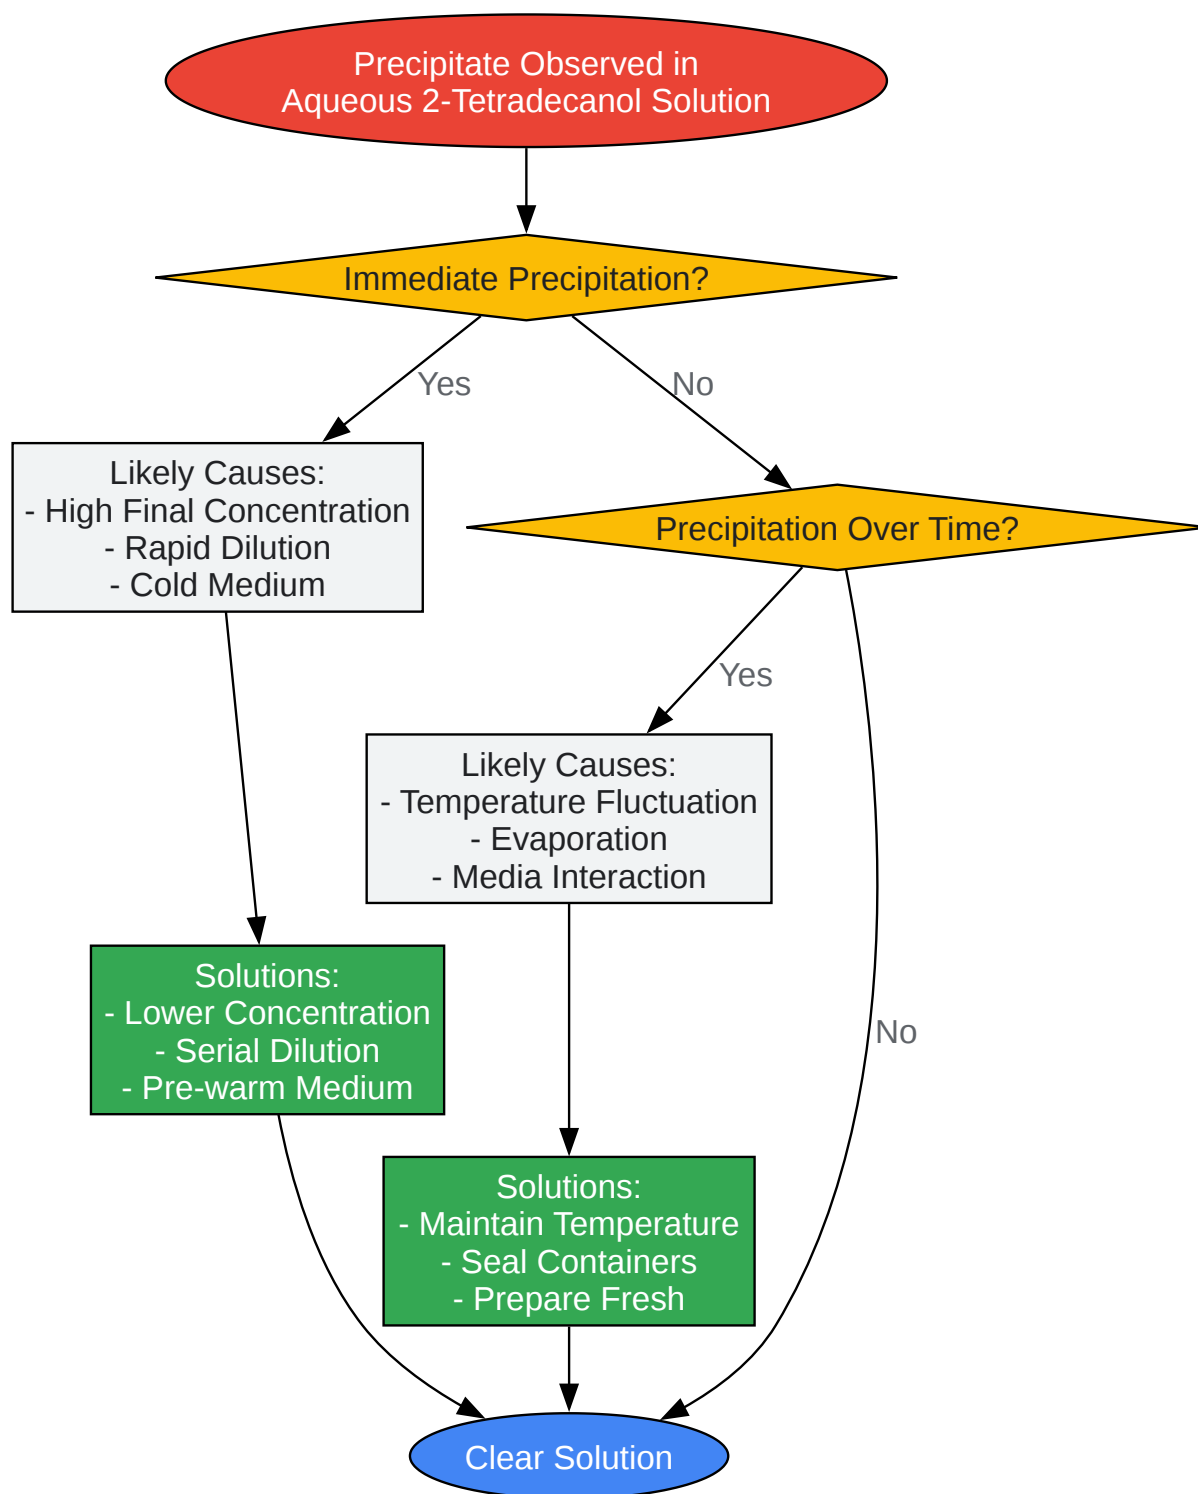 Precipitate Observed in
Aqueous 2-Tetradecanol Solution
Immediate Precipitation?
Yes
No
Likely Causes:
- High Final Concentration
- Rapid Dilution
- Cold Medium
Precipitation Over Time?
Yes
Likely Causes:
- Temperature Fluctuation
- Evaporation
- Media Interaction
Solutions:
- Lower Concentration
- Serial Dilution
- Pre-warm Medium
No
Solutions:
- Maintain Temperature
- Seal Containers
- Prepare Fresh
Clear Solution